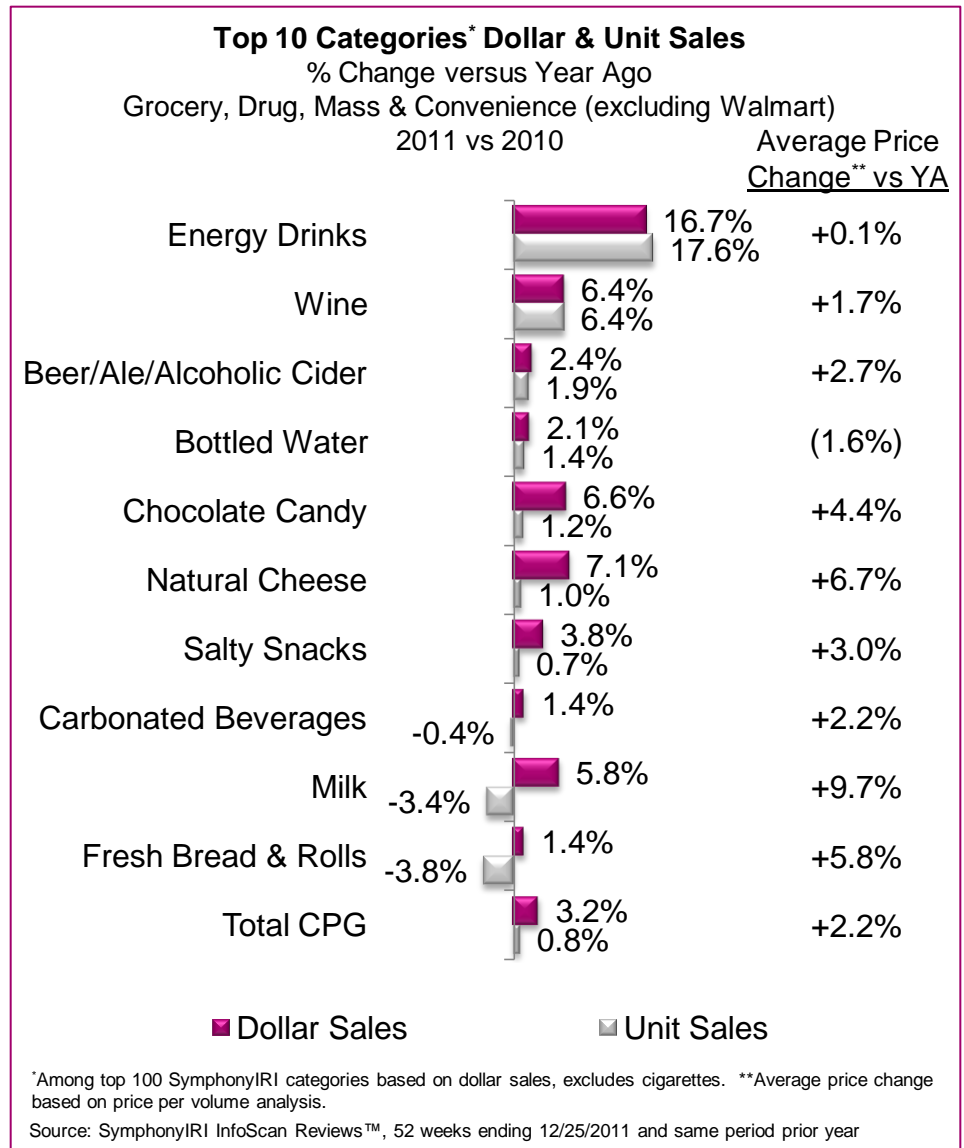 Top 10 Categories* Dollar & Unit Sales
% Change versus Year Ago
Grocery, Drug, Mass & Convenience (excluding Walmart)
2011 vs 2010
Average Price
Change** vs YA
Energy Drinks 16.7% +0.1%
17.6%
Wine 6.4% +1.7%
6.4%
Beer/Ale/Alcoholic Cider 2.4% +2.7%
1.9%
Bottled Water 2.1% (1.6%)
1.4%
Chocolate Candy 6.6% +4.4%
1.2%
Natural Cheese 7.1% +6.7%
1.0%
Salty Snacks 3.8% +3.0%
0.7%
Carbonated Beverages 1.4% +2.2%
-0.4%
Milk 5.8% +9.7%
-3.4%
Fresh Bread & Rolls 1.4% +5.8%
-3.8%
Total CPG 3.2% +2.2%
0.8%
Dollar Sales Unit Sales
*Among top 100 SymphonyIRI categories based on dollar sales, excludes cigarettes. **Average price change
based on price per volume analysis.
Source: SymphonyIRI InfoScan Reviews™, 52 weeks ending 12/25/2011 and same period prior year